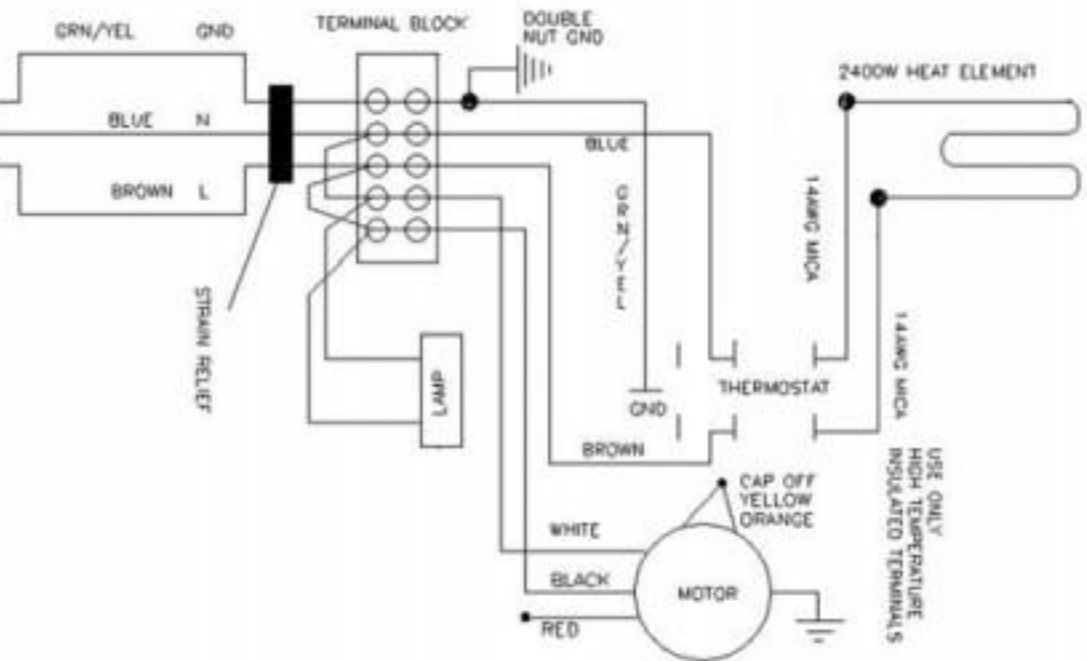 GRN/YEL GND
TERMINAL BLOCK
DOUBLE
NUT GND
2400W HEAT ELEMENT
BLUE N
BLUE
BROWN L
GRN/YEL
14AWG MICA
14AWG MICA
STRAIN RELIEF
LAMP
THERMOSTAT
GND
BROWN
USE ONLY
HIGH TEMPERATURE
INSULATED TERMINALS
CAP OFF
YELLOW
ORANGE
WHITE
BLACK
MOTOR
RED